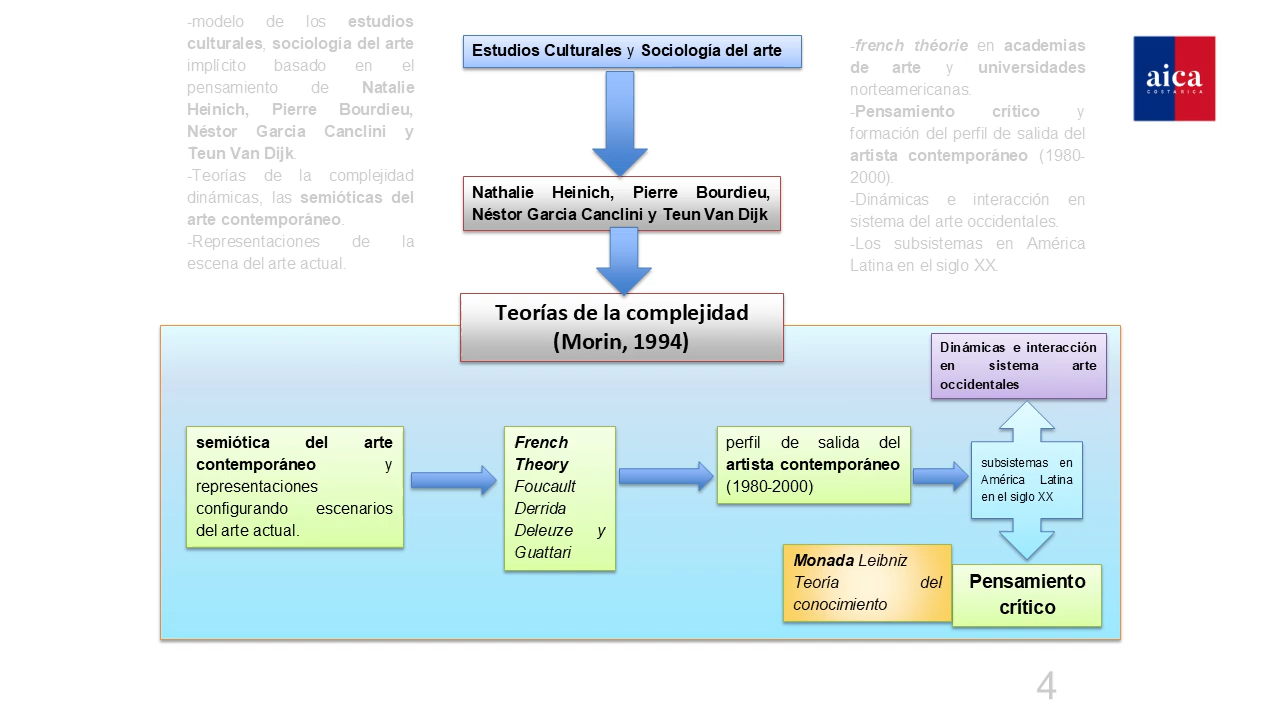 -modelo de los estudios
culturales, sociología del arte
implícito basado en el
pensamiento de Natalie
Heinich, Pierre Bourdieu,
Néstor Garcia Canclini y
Teun Van Dijk.
-Teorías de la complejidad
dinámicas, las semióticas del
arte contemporáneo.
-Representaciones de la
escena del arte actual.
Estudios Culturales y Sociología del arte
-french théorie en academias
de arte y universidades
norteamericanas.
-Pensamiento crítico y
formación del perfil de salida del
artista contemporáneo (1980-
2000).
-Dinámicas e interacción en
sistema del arte occidentales.
-Los subsistemas en América
Latina en el siglo XX.
aica
COSTA RICA
Nathalie Heinich, Pierre Bourdieu,
Néstor Garcia Canclini y Teun Van Dijk
Teorías de la complejidad
(Morin, 1994)
Dinámicas e interacción
en sistema arte
occidentales
semiótica del arte
contemporáneo y
representaciones
configurando escenarios
del arte actual.
French
Theory
Foucault
Derrida
Deleuze y
Guattari
perfil de salida del
artista contemporáneo
(1980-2000)
subsistemas en
América Latina
en el siglo XX
Monada Leibniz
Teoría del
conocimiento
Pensamiento
crítico
4